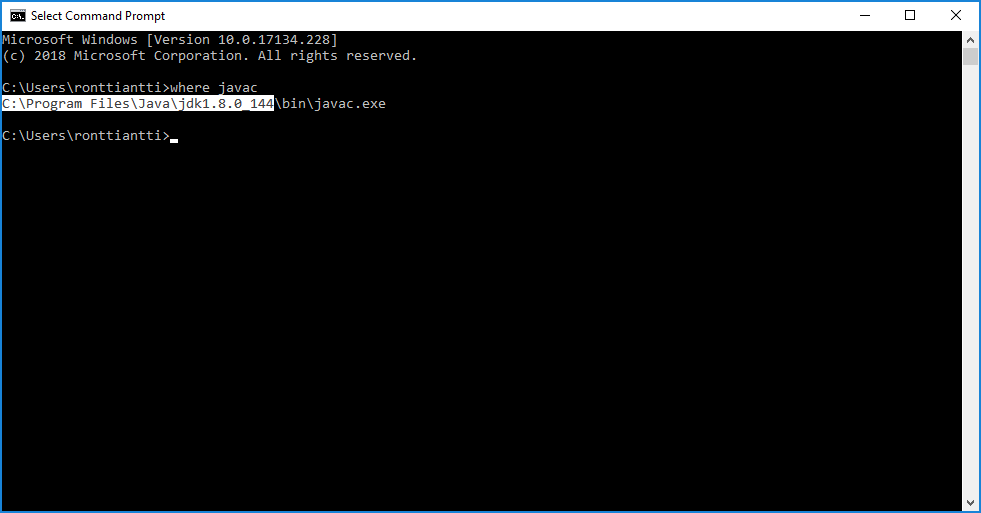 Select Command Prompt
Microsoft Windows [Version 10.0.17134.228]
(c) 2018 Microsoft Corporation. All rights reserved.
C:\Users\ronttiantti>where javac
C:\Program Files\Java\jdk1.8.0_144\bin\javac.exe
C:\Users\ronttiantti>